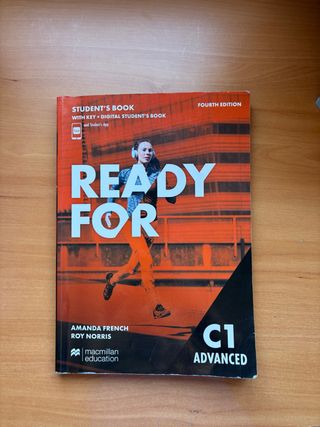 STUDENT'S BOOK
WITH KEY • DIGITAL STUDENT'S BOOK
and Student's App
FOURTH EDITION
READY
FOR
AMANDA FRENCH
ROY NORRIS
macmillan
education
C1
ADVANCED